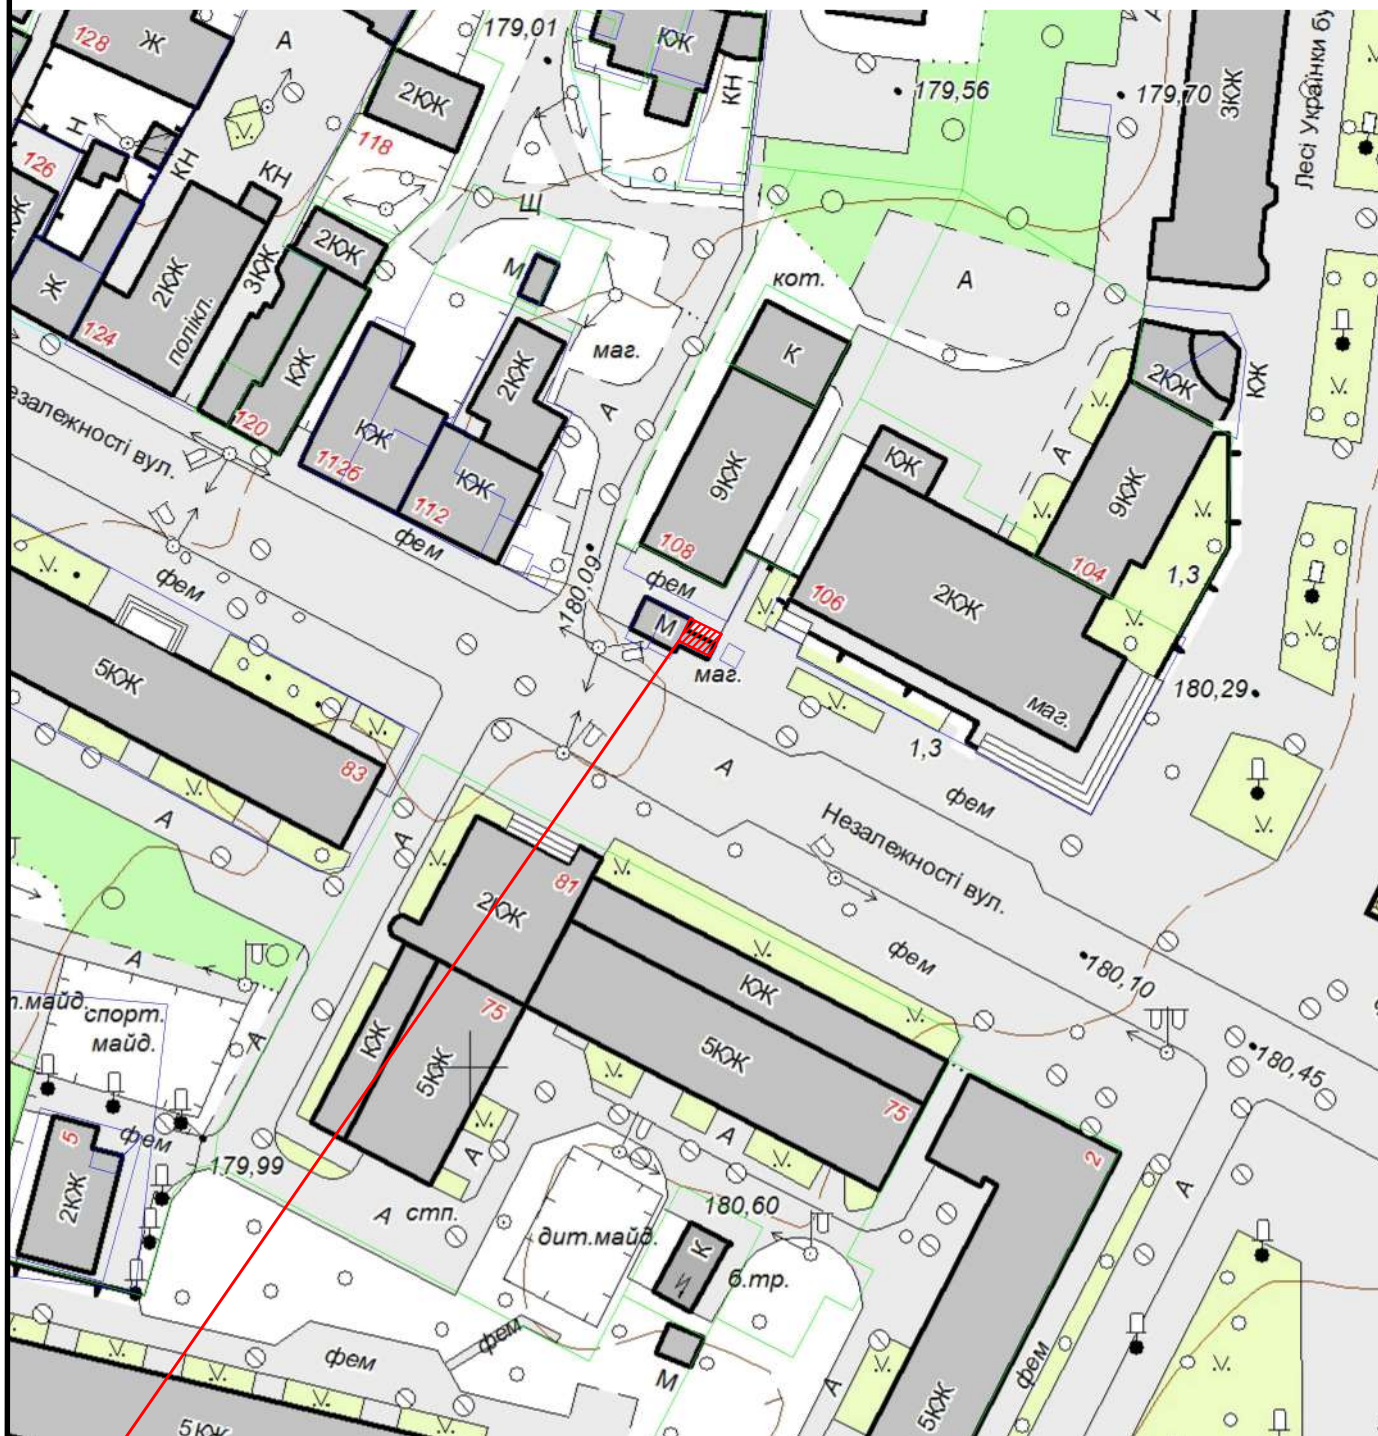 128
Ж
А
179,01
КЖ
КН
179,56
179,70
3КЖ
Лесі Українки бу
2КЖ
118
Н
126
КН
КН
Щ
М
2КЖ
3КЖ
2КЖ
КЖ
Ж
124
полікл.
кот.
А
К
маг.
2КЖ
КЖ
120
КЖ
1126
КЖ
112
А
2КЖ
КЖ
А
9КЖ
КЖ
9КЖ
езалежності вул.
фем
108
фем
180,09
104
1,3
106
2КЖ
фем
М
маг.
маг.
180,29
5КЖ
83
1,3
А
фем
Незалежності вул.
А
А
81
2КЖ
фем
180,10
А
КЖ
75
т.майд.
спорт.
майд.
А
КЖ
5КЖ
5КЖ
180,45
75
А
5
фем
179,99
2КЖ
А
2
А
А стп.
180,60
дит.майд.
К
И
б.тр.
фем
фем
М
фем
А
5КЖ
5КЖ